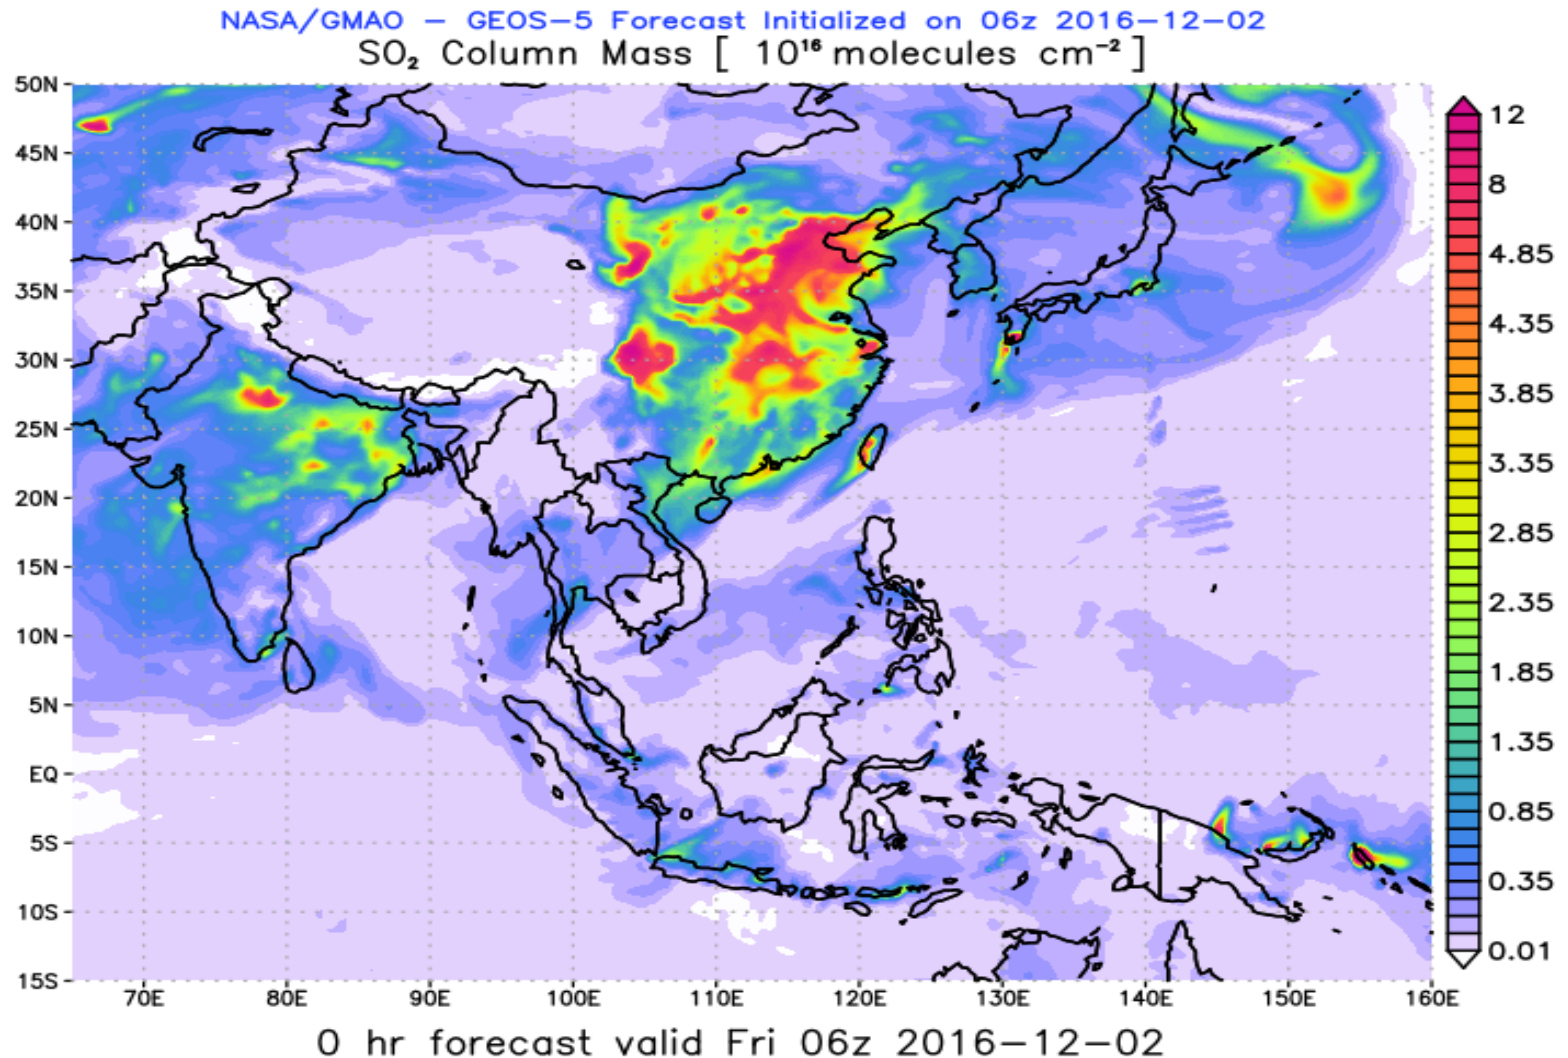 NASA/GMAO - GEOS-5 Forecast Initialized on 06z 2016-12-02
SO₂ Column Mass [ 10¹⁶ molecules cm⁻² ]
50N
45N
40N
35N
30N
25N
20N
15N
10N
5N
EQ
5S
10S
15S
70E 80E 90E 100E 110E 120E 130E 140E 150E 160E
12
8
4.85
4.35
3.85
3.35
2.85
2.35
1.85
1.35
0.85
0.35
0.01
0 hr forecast valid Fri 06z 2016-12-02